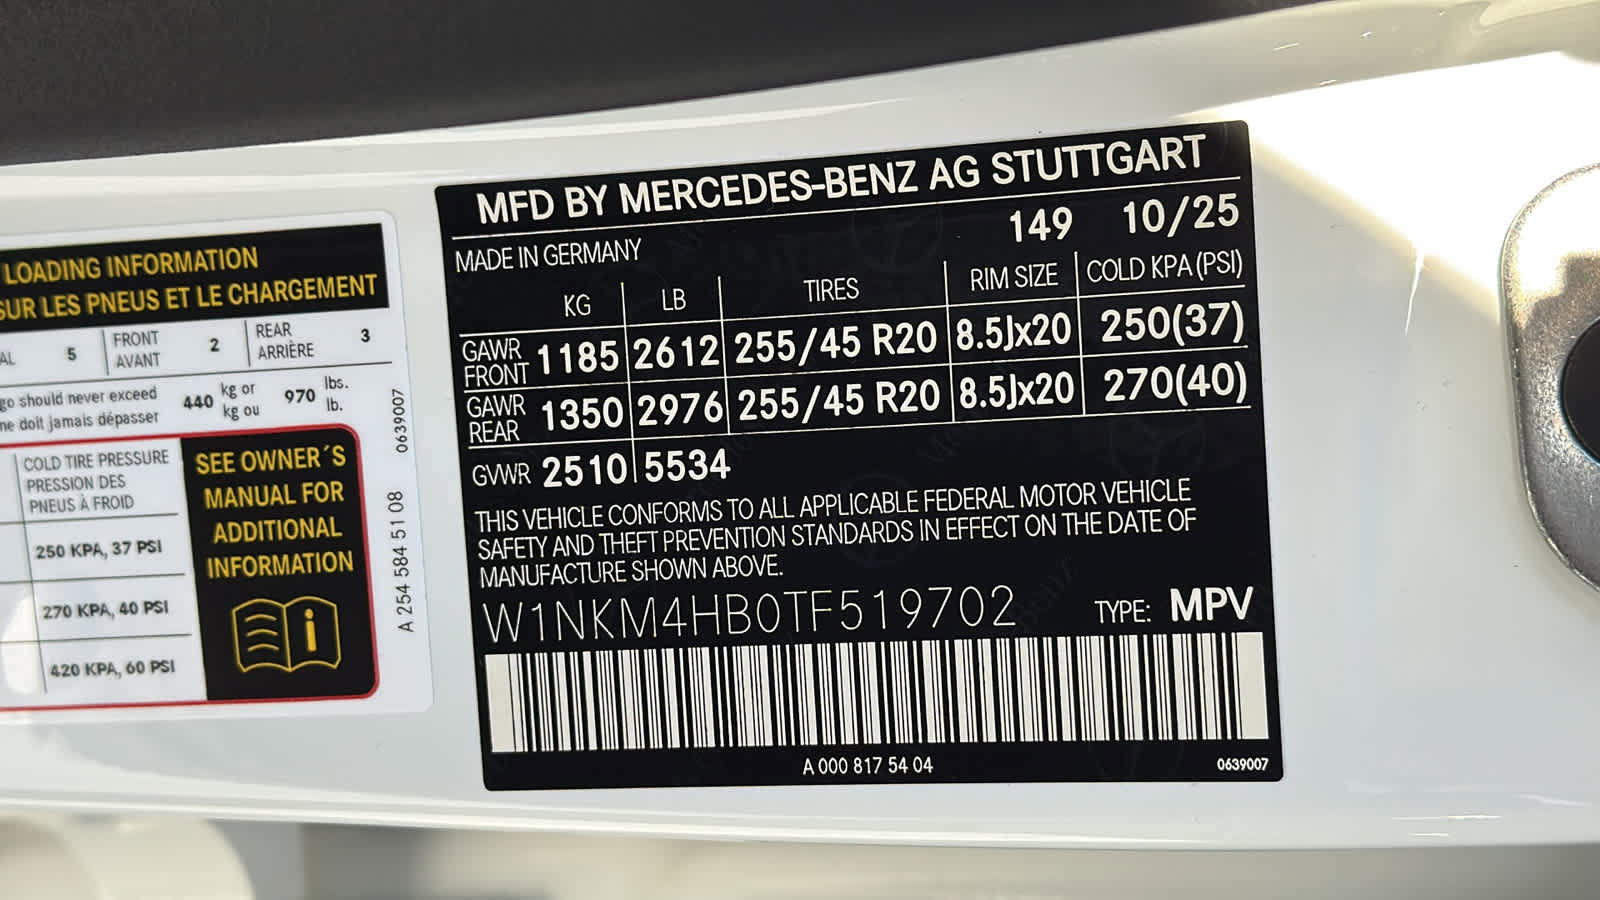 LOADING INFORMATION
SUR LES PNEUS ET LE CHARGEMENT
AL 5 FRONT AVANT 2 REAR ARRIÈRE 3
go should never exceed
ne doit jamais dépasser
440 kg or kg ou 970 lbs. lb.
COLD TIRE PRESSURE
PRESSION DES
PNEUS À FROID
250 KPA, 37 PSI
270 KPA, 40 PSI
420 KPA, 60 PSI
SEE OWNER´S
MANUAL FOR
ADDITIONAL
INFORMATION
i
0639007
A 254 584 51 08
MFD BY MERCEDES-BENZ AG STUTTGART
MADE IN GERMANY 149 10/25
KG LB TIRES RIM SIZE COLD KPA (PSI)
GAWR FRONT 1185 2612 255/45 R20 8.5Jx20 250(37)
GAWR REAR 1350 2976 255/45 R20 8.5Jx20 270(40)
GVWR 2510 5534
THIS VEHICLE CONFORMS TO ALL APPLICABLE FEDERAL MOTOR VEHICLE
SAFETY AND THEFT PREVENTION STANDARDS IN EFFECT ON THE DATE OF
MANUFACTURE SHOWN ABOVE.
W1NKM4HB0TF519702 TYPE: MPV
A 000 817 54 04 0639007